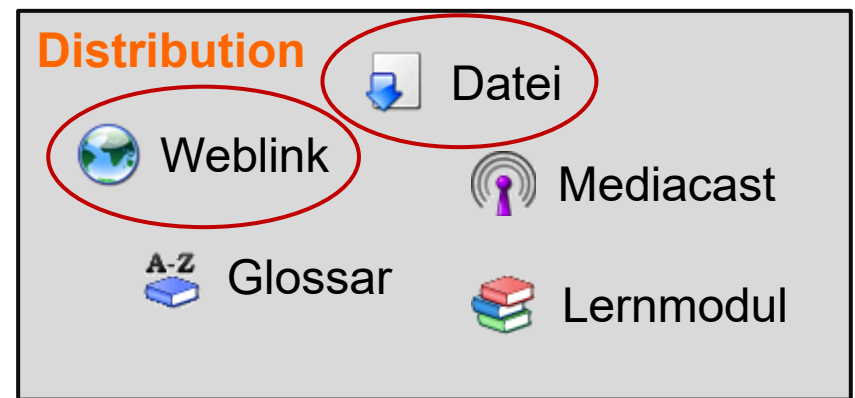 Distribution
Datei
Weblink
Mediacast
A-Z
Glossar
Lernmodul